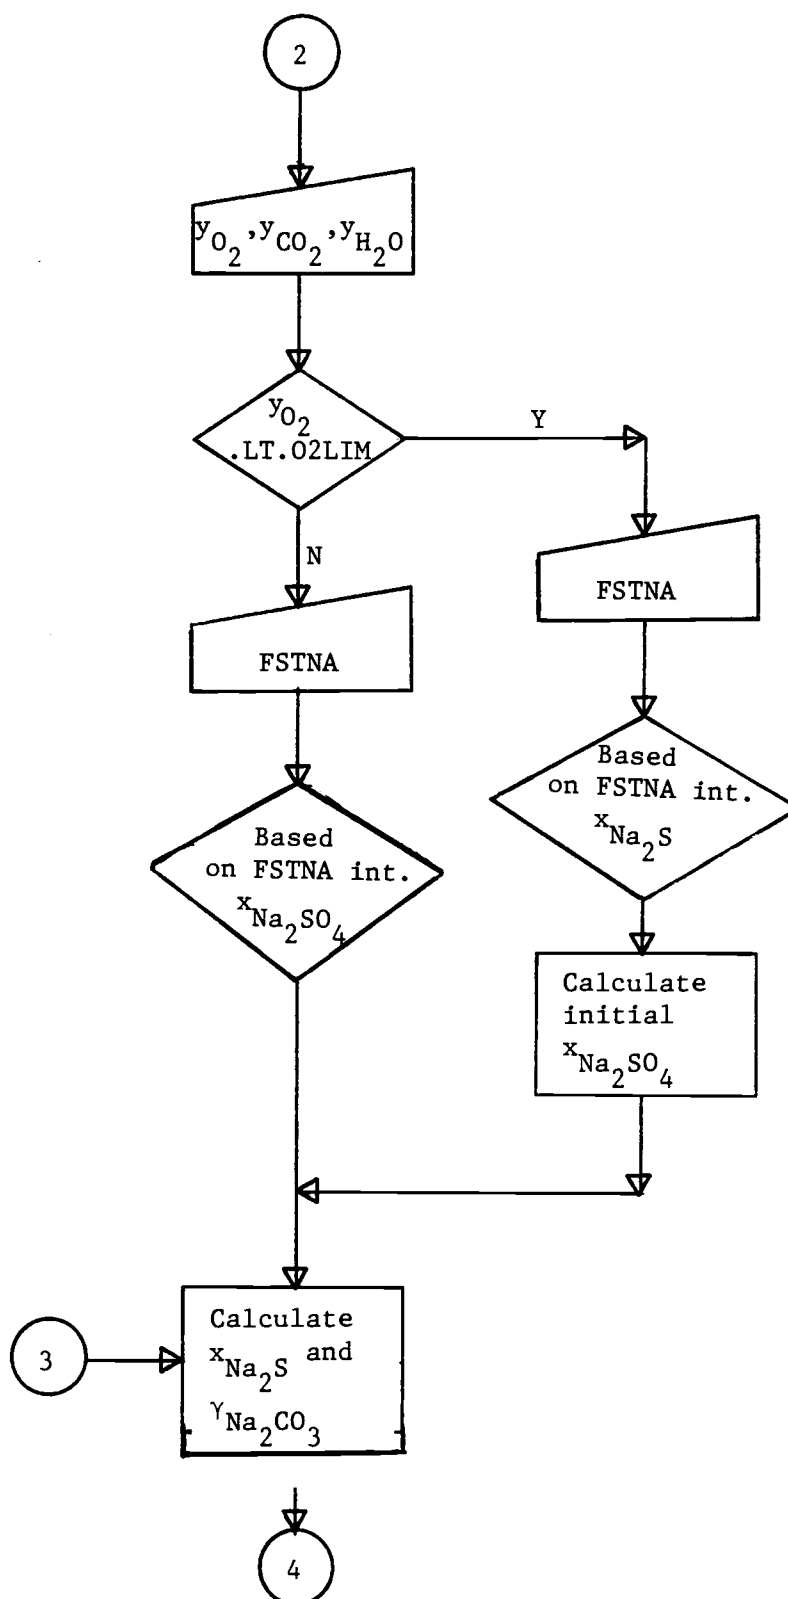 2
y_O2, y_CO2, y_H2O
y_O2
.LT.O2LIM
Y
N
FSTNA
FSTNA
Based
on FSTNA int.
x_Na2S
Based
on FSTNA int.
x_Na2SO4
Calculate
initial
x_Na2SO4
Calculate
x_Na2S and
γ_Na2CO3
3
4